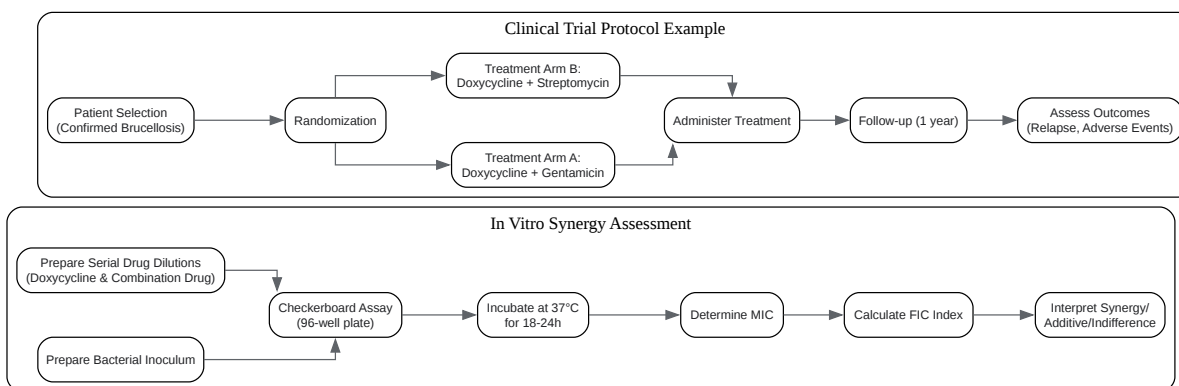 Clinical Trial Protocol Example
Treatment Arm B:
Doxycycline + Streptomycin
Patient Selection
(Confirmed Brucellosis)
Randomization
Administer Treatment
Follow-up (1 year)
Assess Outcomes
(Relapse, Adverse Events)
Treatment Arm A:
Doxycycline + Gentamicin
In Vitro Synergy Assessment
Prepare Serial Drug Dilutions
(Doxycycline & Combination Drug)
Checkerboard Assay
(96-well plate)
Incubate at 37°C
for 18-24h
Determine MIC
Calculate FIC Index
Interpret Synergy/
Additive/Indifference
Prepare Bacterial Inoculum